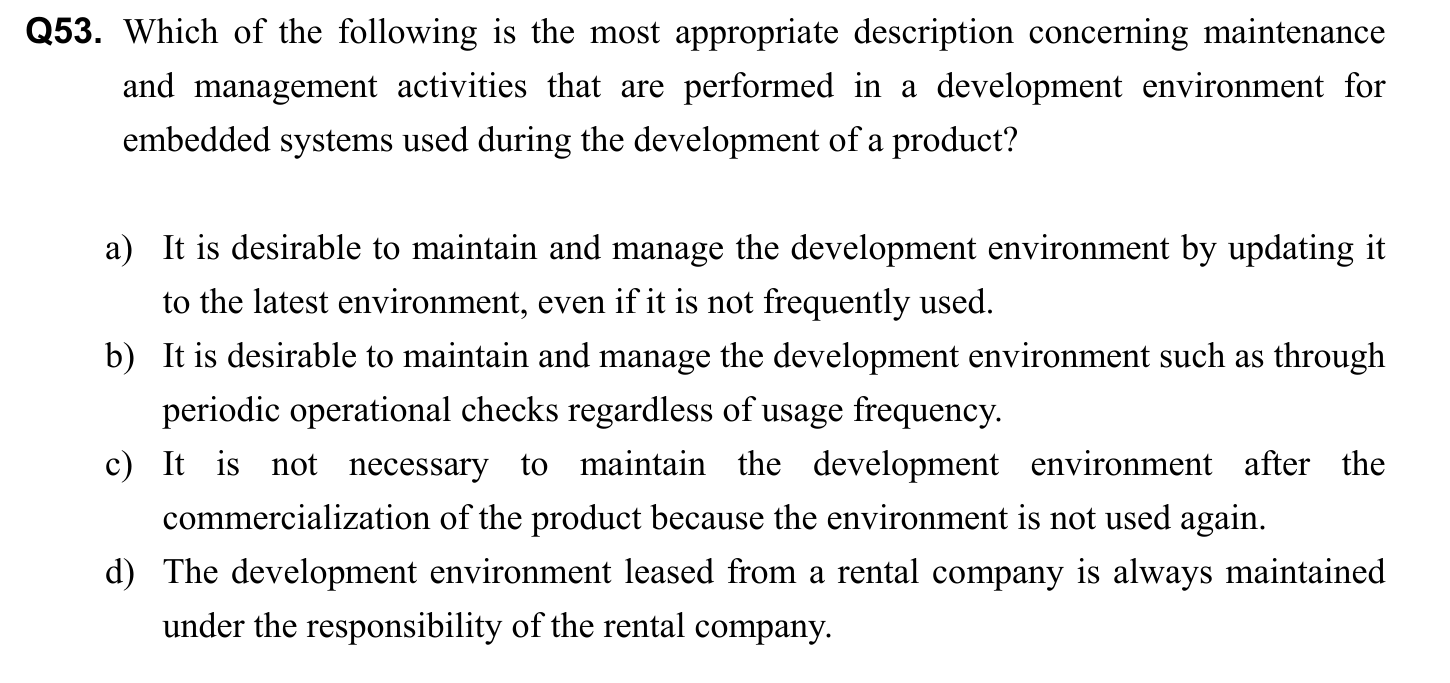 Q53. Which of the following is the most appropriate description concerning maintenance
and management activities that are performed in a development environment for
embedded systems used during the development of a product?
a) It is desirable to maintain and manage the development environment by updating it
to the latest environment, even if it is not frequently used.
b) It is desirable to maintain and manage the development environment such as through
periodic operational checks regardless of usage frequency.
c) It is not necessary to maintain the development environment after the
commercialization of the product because the environment is not used again.
d) The development environment leased from a rental company is always maintained
under the responsibility of the rental company.